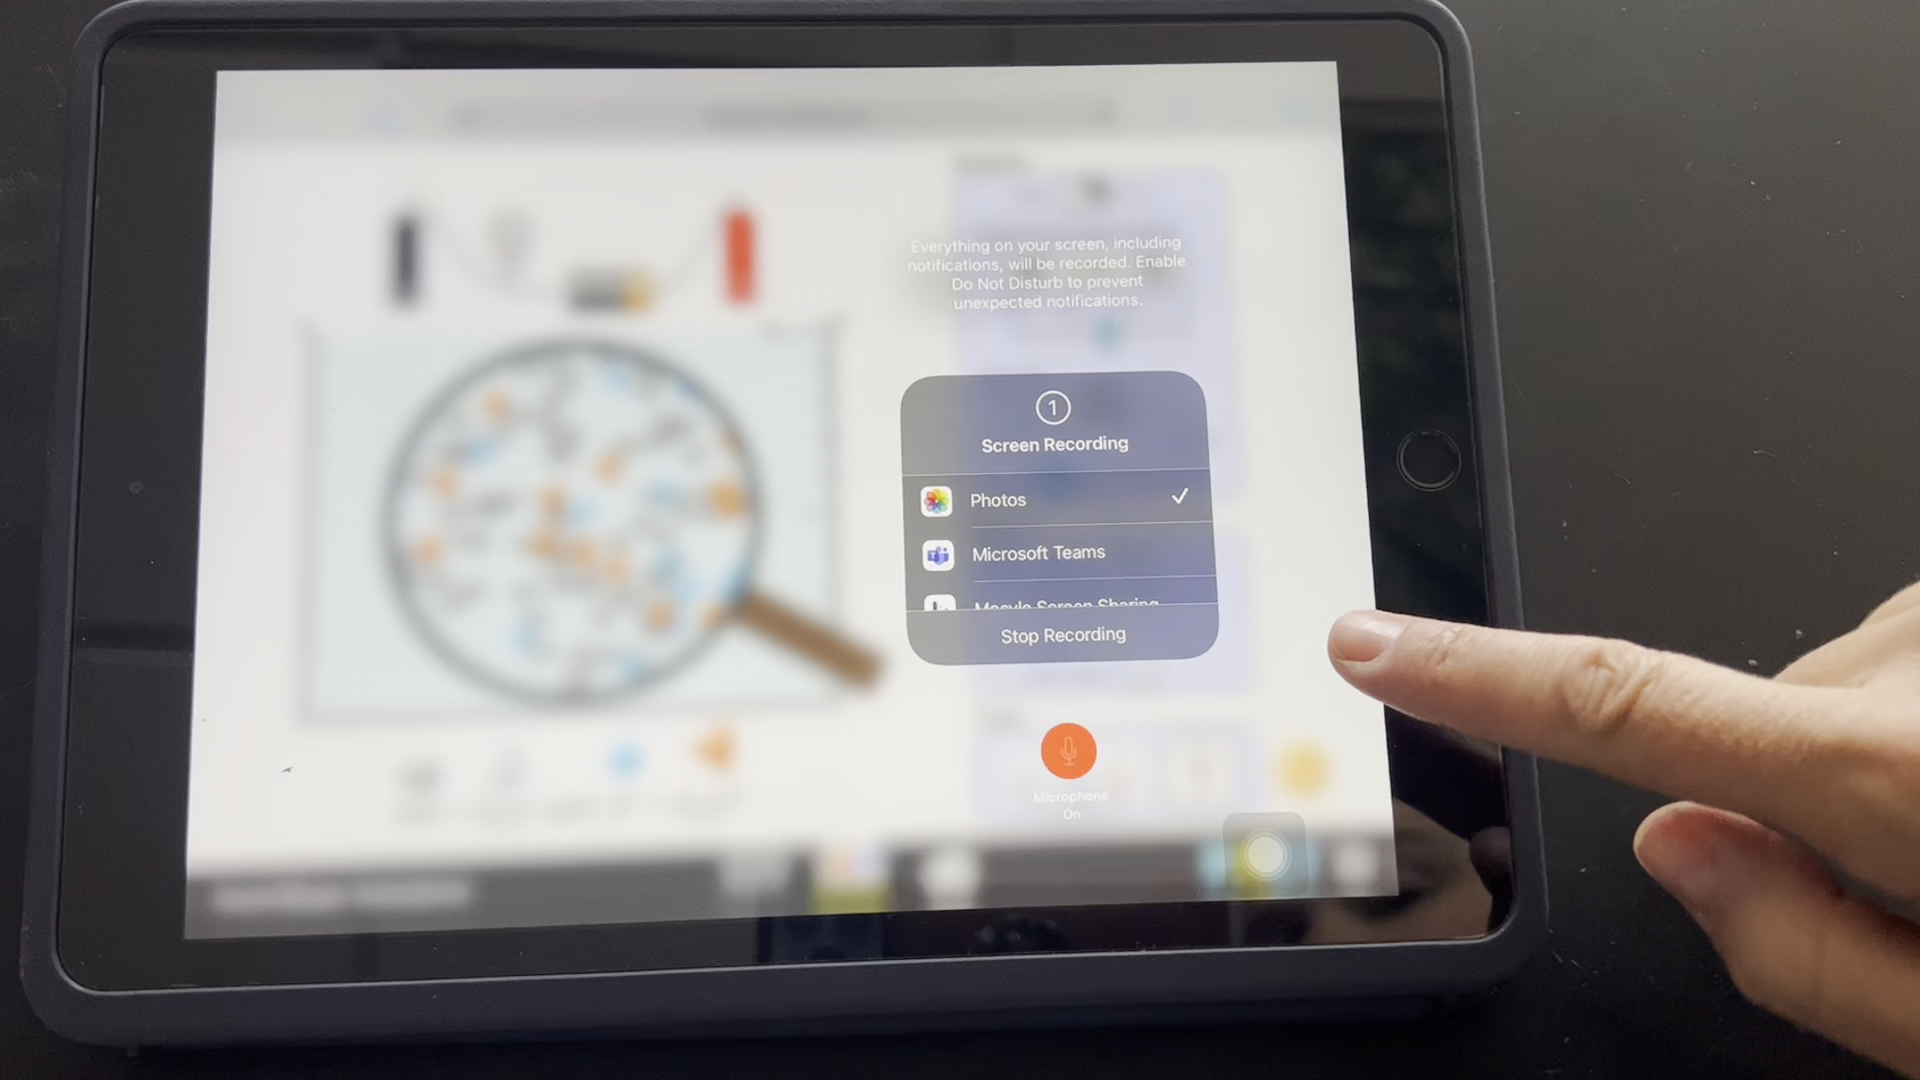 Everything on your screen, including
notifications, will be recorded. Enable
Do Not Disturb to prevent
unexpected notifications.
1
Screen Recording
Photos
Microsoft Teams
Mosyle Screen Sharing
Stop Recording
Microphone
On